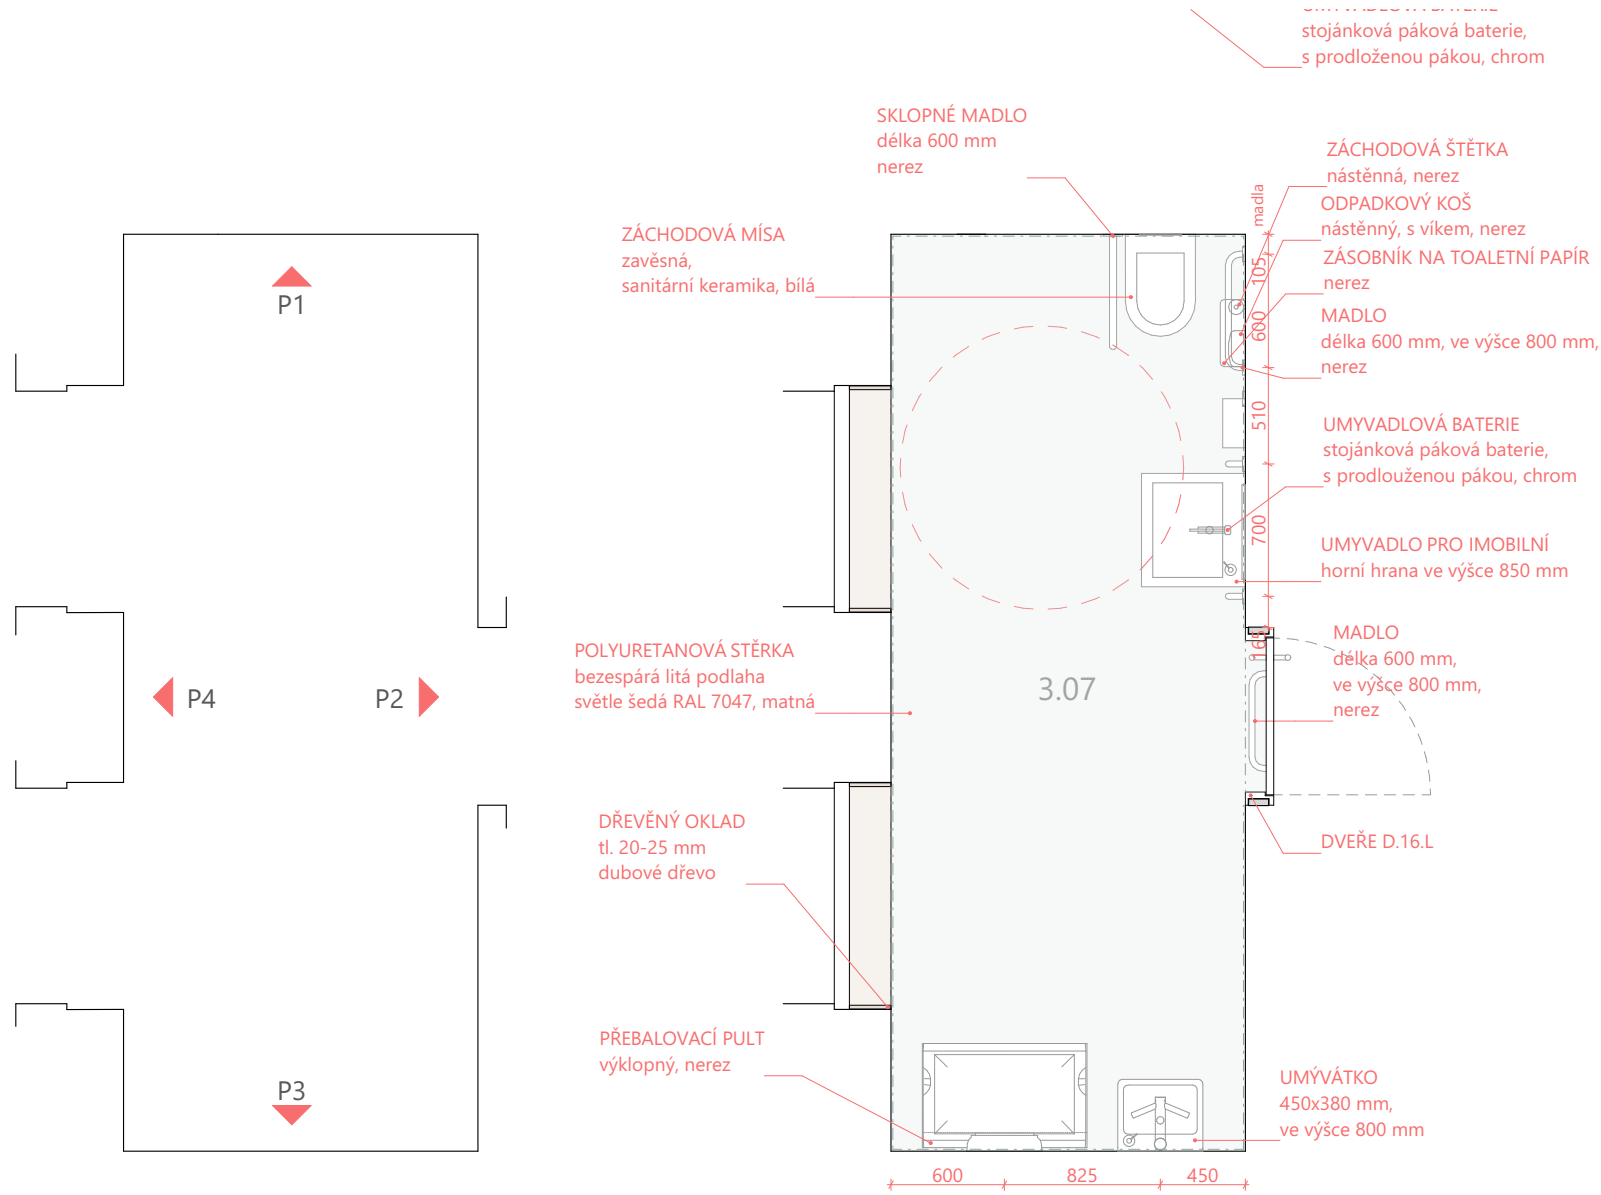 stojánková páková baterie,
s prodloženou pákou, chrom
SKLOPNÉ MADLO
délka 600 mm
nerez
ZÁCHODOVÁ ŠTĚTKA
nástěnná, nerez
ODPADKOVÝ KOŠ
nástěnný, s víkem, nerez
ZÁSOBNÍK NA TOALETNÍ PAPÍR
nerez
MADLO
délka 600 mm, ve výšce 800 mm,
nerez
madla
105
600
510
700
165
ZÁCHODOVÁ MÍSA
zavěsná,
sanitární keramika, bílá
UMYVADLOVÁ BATERIE
stojánková páková baterie,
s prodlouženou pákou, chrom
UMYVADLO PRO IMOBILNÍ
horní hrana ve výšce 850 mm
MADLO
délka 600 mm,
ve výšce 800 mm,
nerez
POLYURETANOVÁ STĚRKA
bezespárá litá podlaha
světle šedá RAL 7047, matná
3.07
P1
P4
P2
P3
DŘEVĚNÝ OKLAD
tl. 20-25 mm
dubové dřevo
DVEŘE D.16.L
PŘEBALOVACÍ PULT
výklopný, nerez
UMÝVÁTKO
450x380 mm,
ve výšce 800 mm
600
825
450